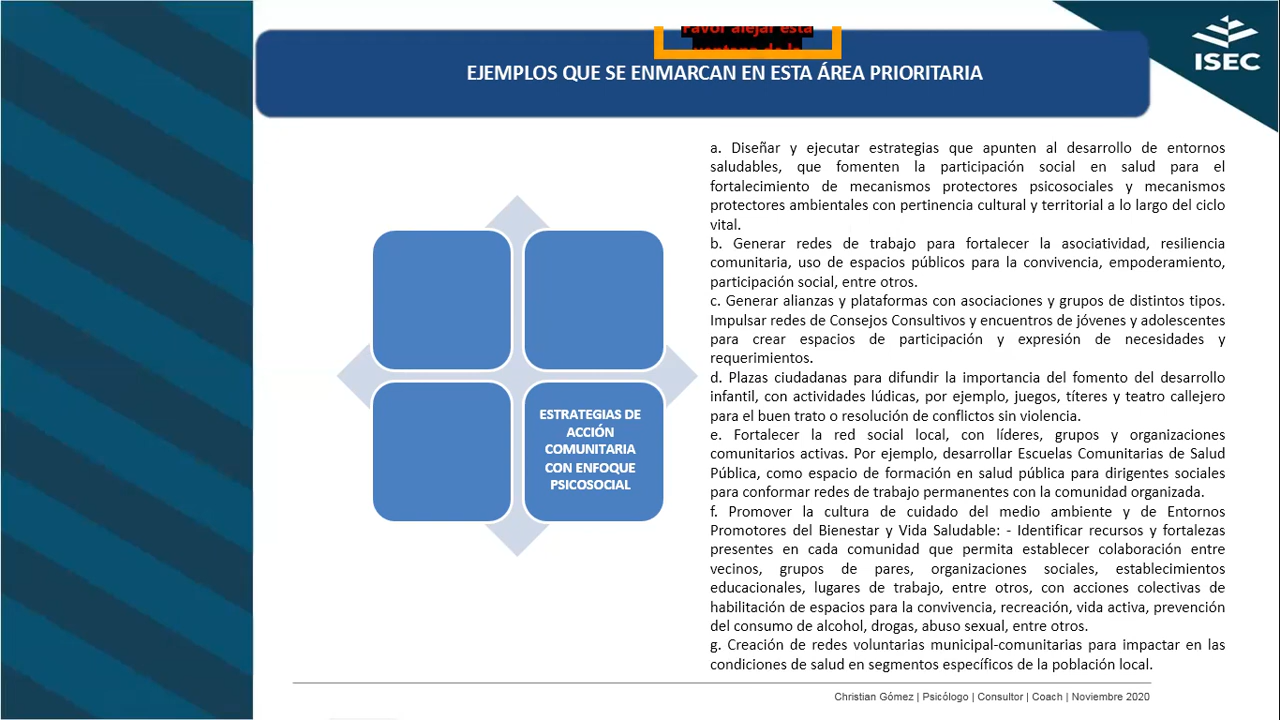 Favor alejar esta
ventana de la
EJEMPLOS QUE SE ENMARCAN EN ESTA ÁREA PRIORITARIA
ISEC
ESTRATEGIAS DE
ACCIÓN
COMUNITARIA
CON ENFOQUE
PSICOSOCIAL
a. Diseñar y ejecutar estrategias que apunten al desarrollo de entornos
saludables, que fomenten la participación social en salud para el
fortalecimiento de mecanismos protectores psicosociales y mecanismos
protectores ambientales con pertinencia cultural y territorial a lo largo del ciclo
vital.
b. Generar redes de trabajo para fortalecer la asociatividad, resiliencia
comunitaria, uso de espacios públicos para la convivencia, empoderamiento,
participación social, entre otros.
c. Generar alianzas y plataformas con asociaciones y grupos de distintos tipos.
Impulsar redes de Consejos Consultivos y encuentros de jóvenes y adolescentes
para crear espacios de participación y expresión de necesidades y
requerimientos.
d. Plazas ciudadanas para difundir la importancia del fomento del desarrollo
infantil, con actividades lúdicas, por ejemplo, juegos, títeres y teatro callejero
para el buen trato o resolución de conflictos sin violencia.
e. Fortalecer la red social local, con líderes, grupos y organizaciones
comunitarios activas. Por ejemplo, desarrollar Escuelas Comunitarias de Salud
Pública, como espacio de formación en salud pública para dirigentes sociales
para conformar redes de trabajo permanentes con la comunidad organizada.
f. Promover la cultura de cuidado del medio ambiente y de Entornos
Promotores del Bienestar y Vida Saludable: - Identificar recursos y fortalezas
presentes en cada comunidad que permita establecer colaboración entre
vecinos, grupos de pares, organizaciones sociales, establecimientos
educacionales, lugares de trabajo, entre otros, con acciones colectivas de
habilitación de espacios para la convivencia, recreación, vida activa, prevención
del consumo de alcohol, drogas, abuso sexual, entre otros.
g. Creación de redes voluntarias municipal-comunitarias para impactar en las
condiciones de salud en segmentos específicos de la población local.
Christian Gómez | Psicólogo | Consultor | Coach | Noviembre 2020